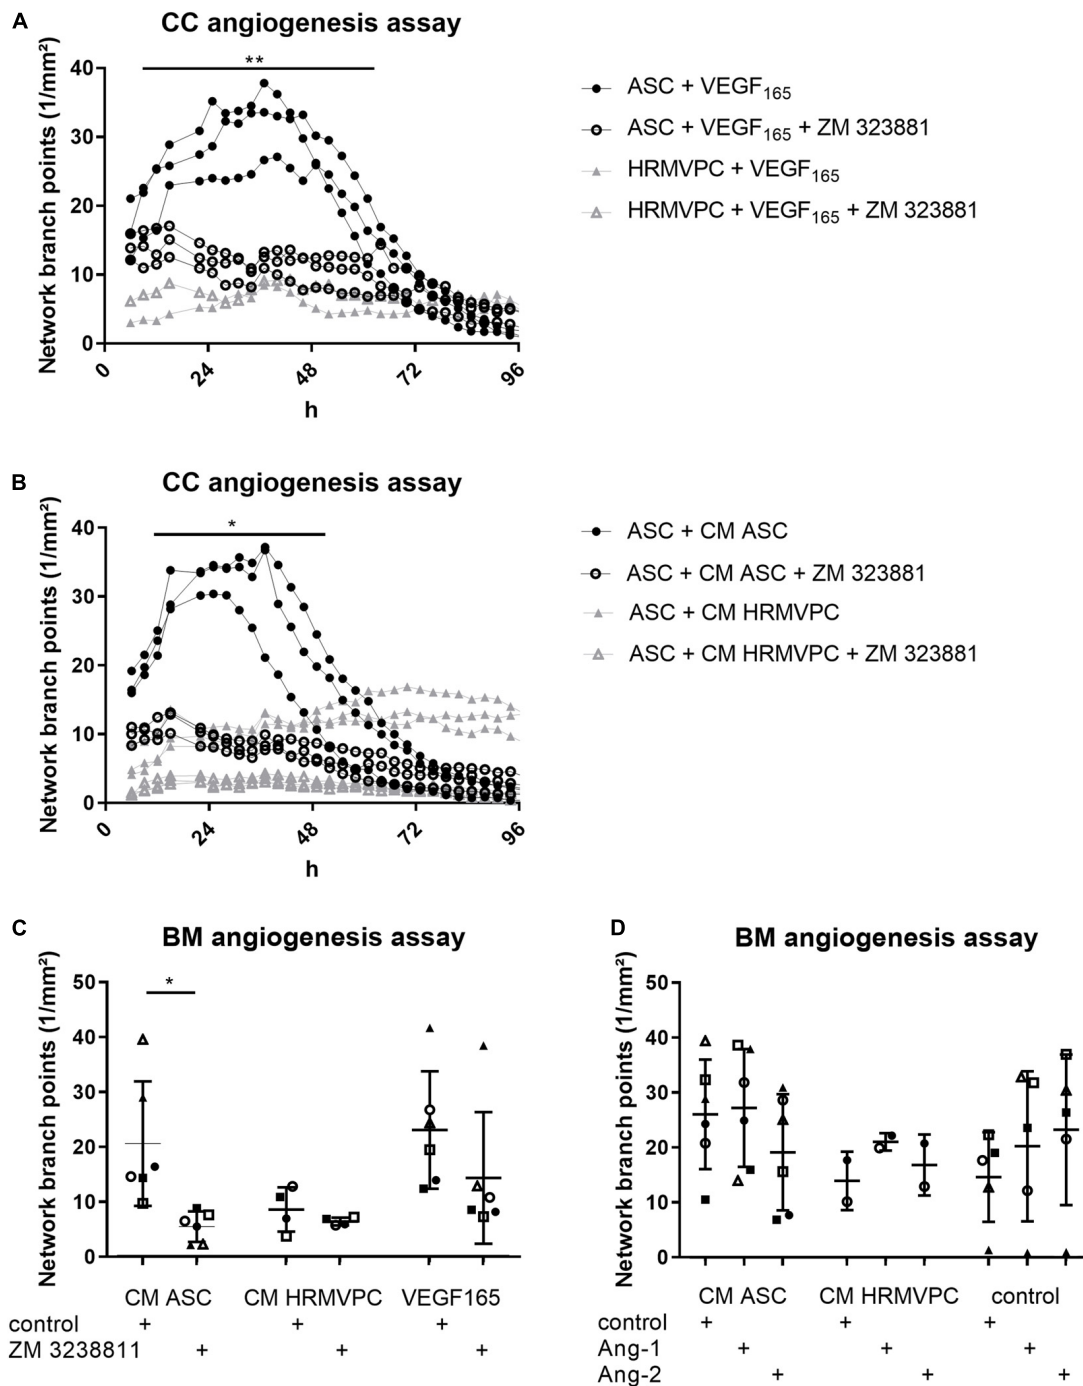 A
CC angiogenesis assay
**
Network branch points (1/mm²)
40
30
20
10
0
0
24
48
72
96
h
ASC + VEGF165
ASC + VEGF165 + ZM 323881
HRMVPC + VEGF165
HRMVPC + VEGF165 + ZM 323881
B
CC angiogenesis assay
*
Network branch points (1/mm²)
40
30
20
10
0
0
24
48
72
96
h
ASC + CM ASC
ASC + CM ASC + ZM 323881
ASC + CM HRMVPC
ASC + CM HRMVPC + ZM 323881
C
BM angiogenesis assay
*
Network branch points (1/mm²)
50
40
30
20
10
0
CM ASC CM HRMVPC VEGF165
control + + +
ZM 3238811 + + +
D
BM angiogenesis assay
Network branch points (1/mm²)
50
40
30
20
10
0
CM ASC CM HRMVPC control
control + + +
Ang-1 + + +
Ang-2 + + +